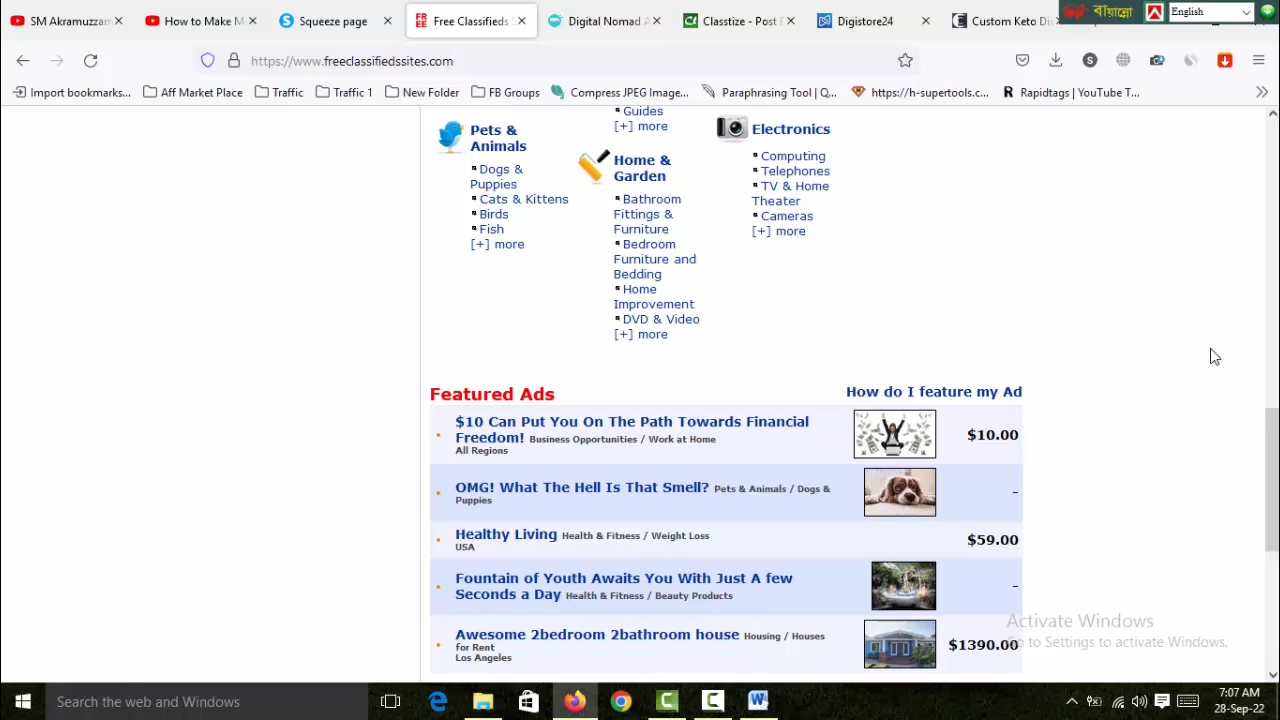 SM Akramuzzam
How to Make M
Squeeze page
FREE
Free Classifieds S
Digital Nomad A
Classtize - Post F
Digistore24
Custom Keto Di
বাঁয়ান্নো
English
https://www.freeclassifiedssites.com
Import bookmarks...
Aff Market Place
Traffic
Traffic 1
New Folder
FB Groups
Compress JPEG Image...
Paraphrasing Tool | Q...
https://h-supertools.c...
Rapidtags | YouTube T...
Guides
[+] more
Pets &
Animals
Dogs &
Puppies
Cats & Kittens
Birds
Fish
[+] more
Home &
Garden
Bathroom
Fittings &
Furniture
Bedroom
Furniture and
Bedding
Home
Improvement
DVD & Video
[+] more
Electronics
Computing
Telephones
TV & Home
Theater
Cameras
[+] more
Featured Ads
How do I feature my Ad
$10 Can Put You On The Path Towards Financial
Freedom! Business Opportunities / Work at Home
All Regions
$10.00
OMG! What The Hell Is That Smell? Pets & Animals / Dogs &
Puppies
-
Healthy Living Health & Fitness / Weight Loss
USA
$59.00
Fountain of Youth Awaits You With Just A few
Seconds a Day Health & Fitness / Beauty Products
-
Awesome 2bedroom 2bathroom house Housing / Houses
for Rent
Los Angeles
$1390.00
Activate Windows
Go to Settings to activate Windows.
Search the web and Windows
7:07 AM
28-Sep-22